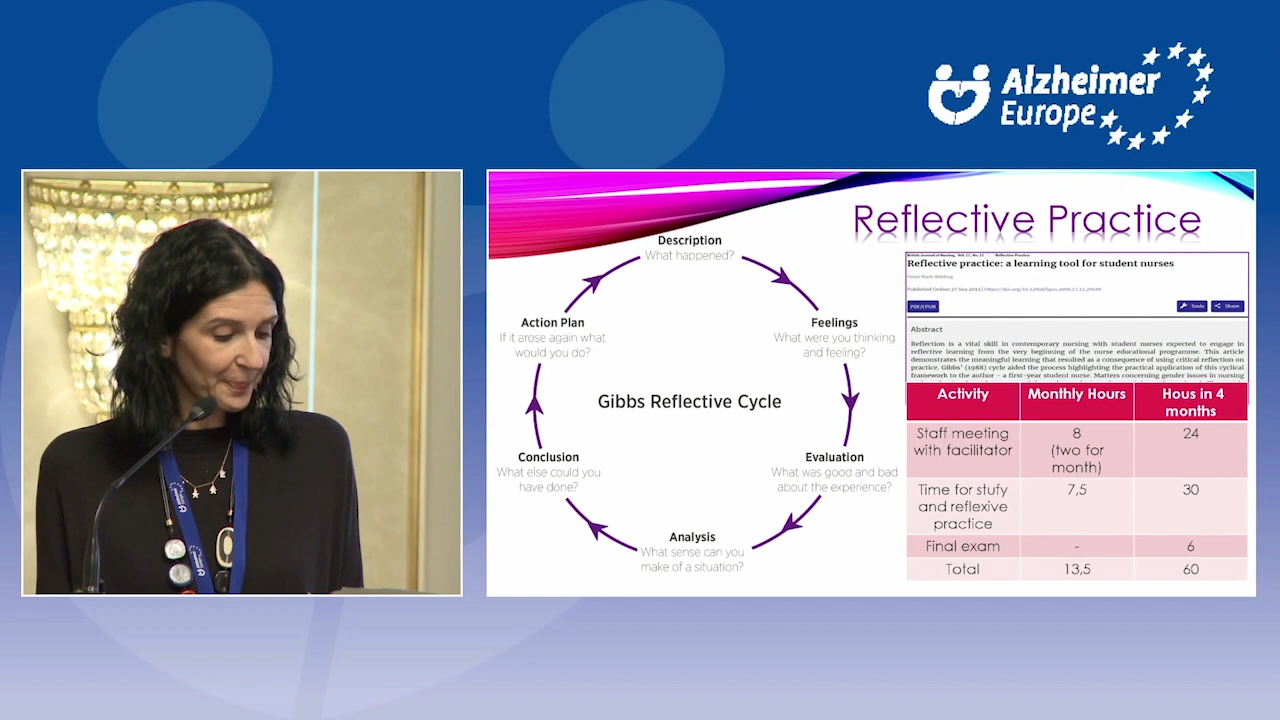 Alzheimer
Europe
Reflective Practice
Description
What happened?
Feelings
What were you thinking
and feeling?
Evaluation
What was good and bad
about the experience?
Analysis
What sense can you
make of a situation?
Conclusion
What else could you
have done?
Action Plan
If it arose again what
would you do?
Gibbs Reflective Cycle
Reflective practice: a learning tool for student nurses
PDF/EPUB
Tools
Share
Abstract
Reflection is a vital skill in contemporary nursing with student nurses expected to engage in
reflective learning from the very beginning of the nurse educational programme. This article
demonstrates the meaningful learning that resulted as a consequence of using critical reflection on
practice. Gibbs' (1988) cycle aided the process highlighting the practical application of this cyclical
framework to the author – a first-year student nurse. Matters concerning gender issues in nursing
Activity Monthly Hours Hous in 4
months
Staff meeting 8 24
with facilitator (two for
month)
Time for stufy 7,5 30
and reflexive
practice
Final exam - 6
Total 13,5 60